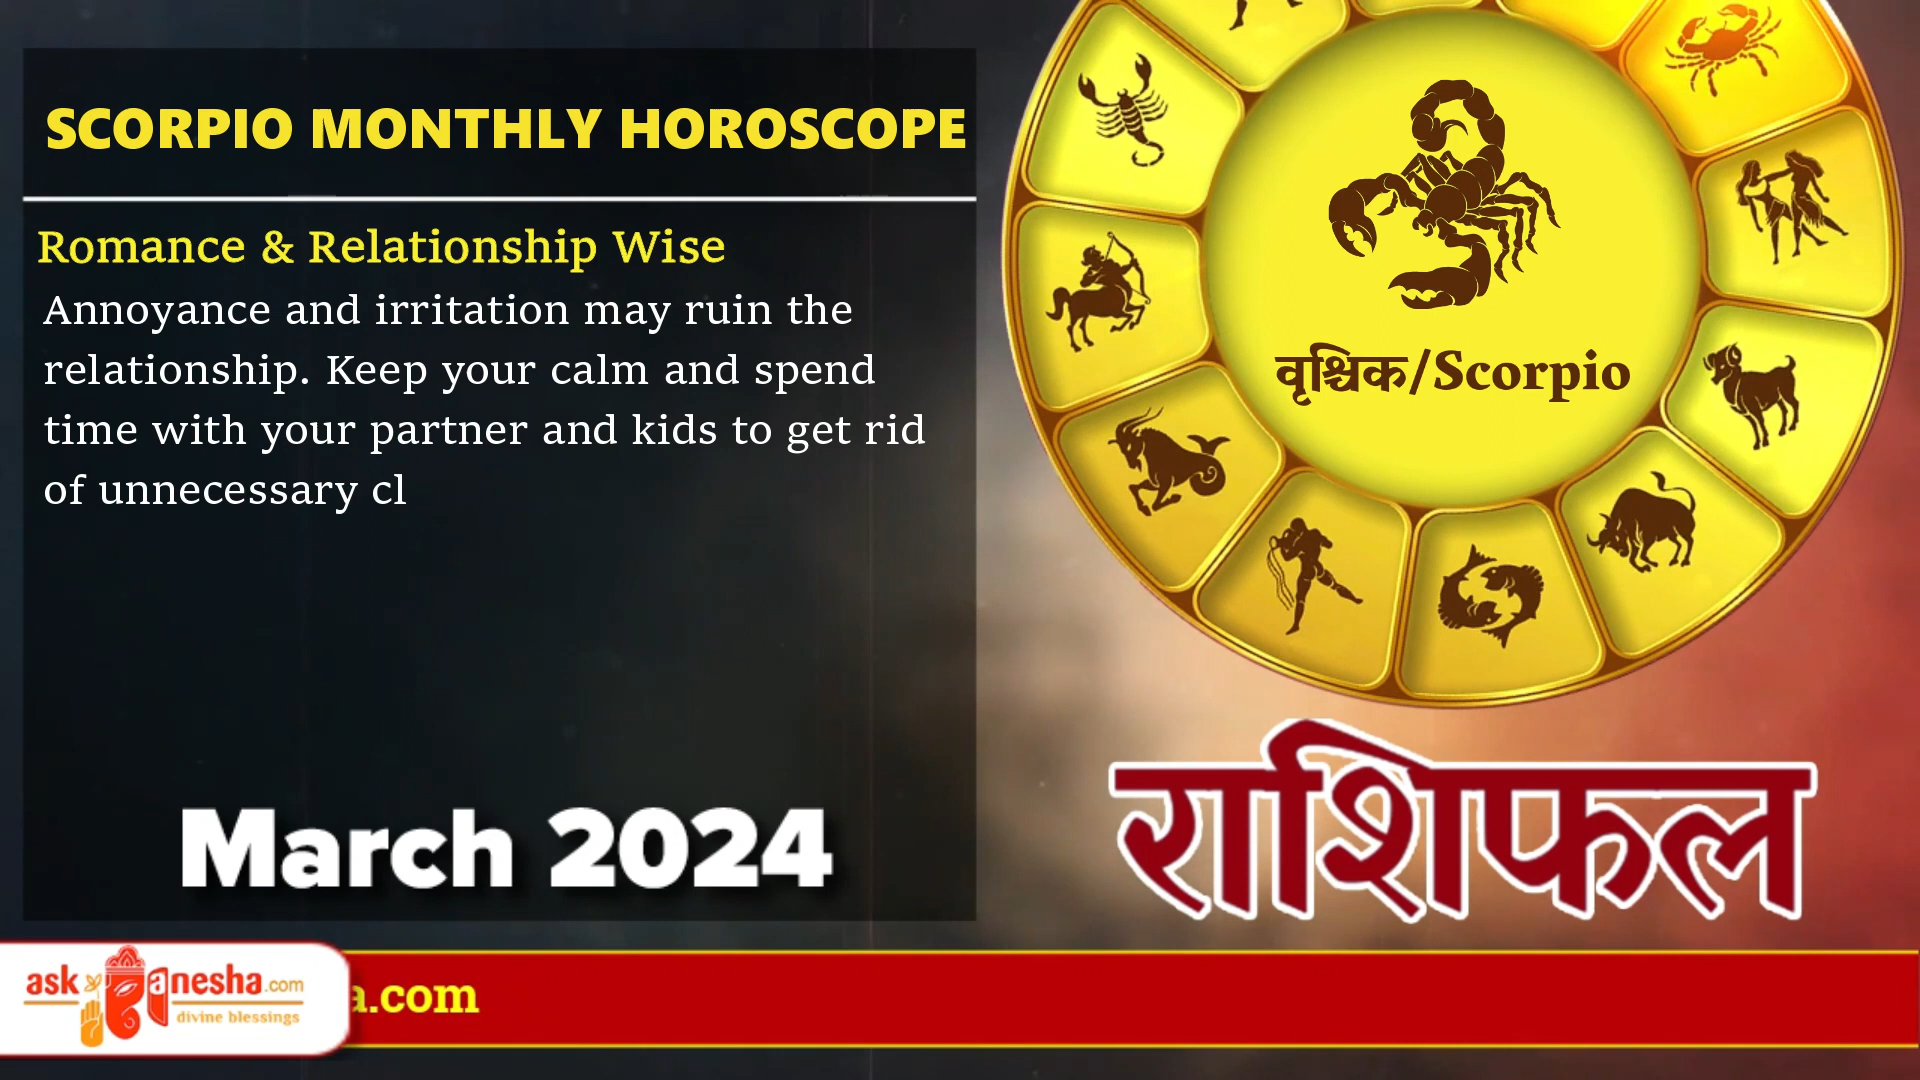 SCORPIO MONTHLY HOROSCOPE
Romance & Relationship Wise
Annoyance and irritation may ruin the
relationship. Keep your calm and spend
time with your partner and kids to get rid
of unnecessary cl
March 2024
वृश्चिक/Scorpio
राशिफल
ask Ganesha.com
divine blessings
a.com